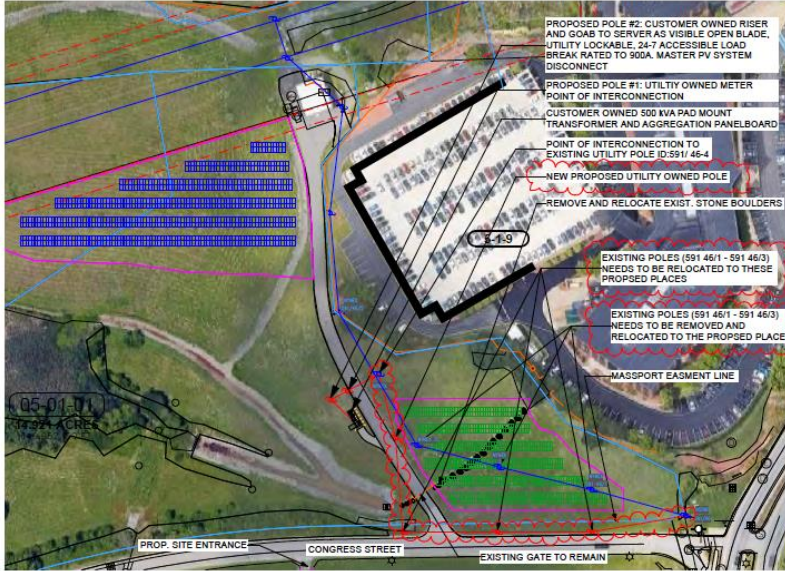 PROPOSED POLE #2: CUSTOMER OWNED RISER
AND GOAB TO SERVER AS VISIBLE OPEN BLADE,
UTILITY LOCKABLE, 24-7 ACCESSIBLE LOAD
BREAK RATED TO 900A. MASTER PV SYSTEM
DISCONNECT
PROPOSED POLE #1: UTILTIY OWNED METER
POINT OF INTERCONNECTION
CUSTOMER OWNED 500 kVA PAD MOUNT
TRANSFORMER AND AGGREGATION PANELBOARD
POINT OF INTERCONNECTION TO
EXISTING UTILITY POLE ID:591/ 46-4
NEW PROPOSED UTILITY OWNED POLE
REMOVE AND RELOCATE EXIST. STONE BOULDERS
5-1-9
EXISTING POLES (591 46/1 - 591 46/3)
NEEDS TO BE RELOCATED TO THESE
PROPSED PLACES
EXISTING POLES (591 46/1 - 591 46/3)
NEEDS TO BE REMOVED AND
RELOCATED TO THE PROPSED PLACE
MASSPORT EASMENT LINE
05-01-01
14.921 ACRES
PROP. SITE ENTRANCE
CONGRESS STREET
EXISTING GATE TO REMAIN